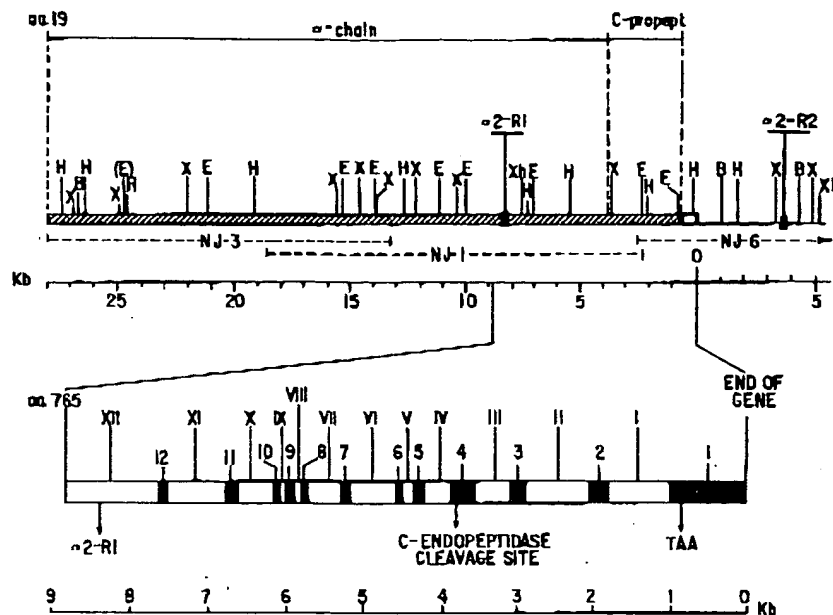 aa 19
α-chain
C-propept
α2-R1
α2-R2
H X B H X (E) H X E H X E X E X H X E X E X h H E H X E H E H B H X B X
NJ-3
NJ-1
NJ-6
0
Kb
25 20 15 10 5 5
END OF GENE
aa 765
XII XI X IX VIII VII VI V IV III II I
12 11 10 9 8 7 6 5 4 3 2 1
α2-R1
C-ENDOPEPTIDASE CLEAVAGE SITE
TAA
9 8 7 6 5 4 3 2 1 0 Kb